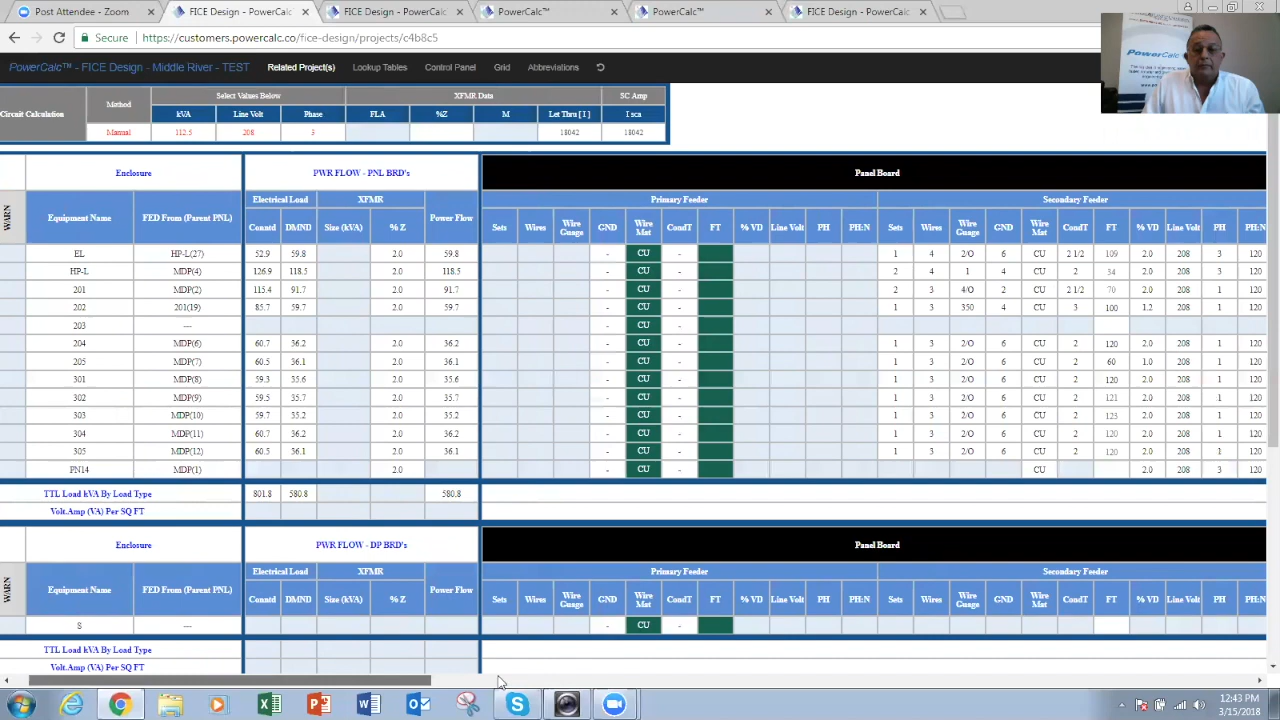 Post Attendee - Zoom
FICE Design - PowerCalc™
FICE Design - PowerCalc™
PowerCalc™
PowerCalc™
FICE Design - PowerCalc™
Secure https://customers.powercalc.co/fice-design/projects/c4b8c5
PowerCalc™ - FICE Design - Middle River - TEST Related Project(s) Lookup Tables Control Panel Grid Abbreviations
PowerCalc
Circuit Calculation Method Select Values Below XFMR Data SC Amp
kVA Line Volt Phase FLA %Z M Let Thru [ I ] I sca
Manual 112.5 208 3 18042 18042
Enclosure PWR FLOW - PNL BRD's Panel Board
WARN Equipment Name FED From (Parent PNL) Electrical Load XFMR Power Flow Primary Feeder Secondary Feeder
Conntd DMND Size (kVA) % Z Sets Wires Wire Guage GND Wire Mat CondT FT % VD Line Volt PH PH:N Sets Wires Wire Guage GND Wire Mat CondT FT % VD Line Volt PH PH:N
EL HP-L(27) 52.9 59.8 2.0 59.8 - CU - 1 4 2/O 6 CU 2 1/2 109 2.0 208 3 120
HP-L MDP(4) 126.9 118.5 2.0 118.5 - CU - 2 4 1 4 CU 2 34 2.0 208 3 120
201 MDP(2) 115.4 91.7 2.0 91.7 - CU - 2 3 4/O 2 CU 2 1/2 70 2.0 208 1 120
202 201(19) 85.7 59.7 2.0 59.7 - CU - 1 3 350 4 CU 3 100 1.2 208 1 120
203 --- - CU -
204 MDP(6) 60.7 36.2 2.0 36.2 - CU - 1 3 2/O 6 CU 2 120 2.0 208 1 120
205 MDP(7) 60.5 36.1 2.0 36.1 - CU - 1 3 2/O 6 CU 2 60 1.0 208 1 120
301 MDP(8) 59.3 35.6 2.0 35.6 - CU - 1 3 2/O 6 CU 2 120 2.0 208 1 120
302 MDP(9) 59.5 35.7 2.0 35.7 - CU - 1 3 2/O 6 CU 2 121 2.0 208 1 120
303 MDP(10) 59.7 35.2 2.0 35.2 - CU - 1 3 2/O 6 CU 2 123 2.0 208 1 120
304 MDP(11) 60.7 36.2 2.0 36.2 - CU - 1 3 2/O 6 CU 2 120 2.0 208 1 120
305 MDP(12) 60.5 36.1 2.0 36.1 - CU - 1 3 2/O 6 CU 2 120 2.0 208 1 120
PN14 MDP(1) 2.0 - CU - CU 2.0 208 3 120
TTL Load kVA By Load Type 801.8 580.8 580.8
Volt.Amp (VA) Per SQ FT
Enclosure PWR FLOW - DP BRD's Panel Board
WARN Equipment Name FED From (Parent PNL) Electrical Load XFMR Power Flow Primary Feeder Secondary Feeder
Conntd DMND Size (kVA) % Z Sets Wires Wire Guage GND Wire Mat CondT FT % VD Line Volt PH PH:N Sets Wires Wire Guage GND Wire Mat CondT FT % VD Line Volt PH PH:N
S --- - CU -
TTL Load kVA By Load Type
Volt.Amp (VA) Per SQ FT
12:43 PM
3/15/2018